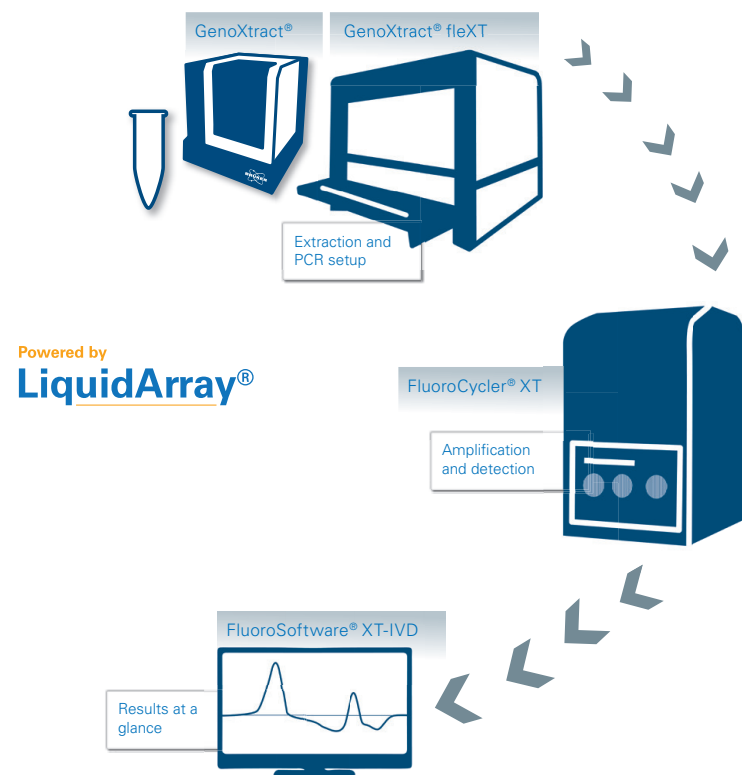 GenoXtract®
GenoXtract® fleXT
BRUKER
Extraction and
PCR setup
Powered by
LiquidArray®
FluoroCycler® XT
Amplification
and detection
FluoroSoftware® XT-IVD
Results at a
glance